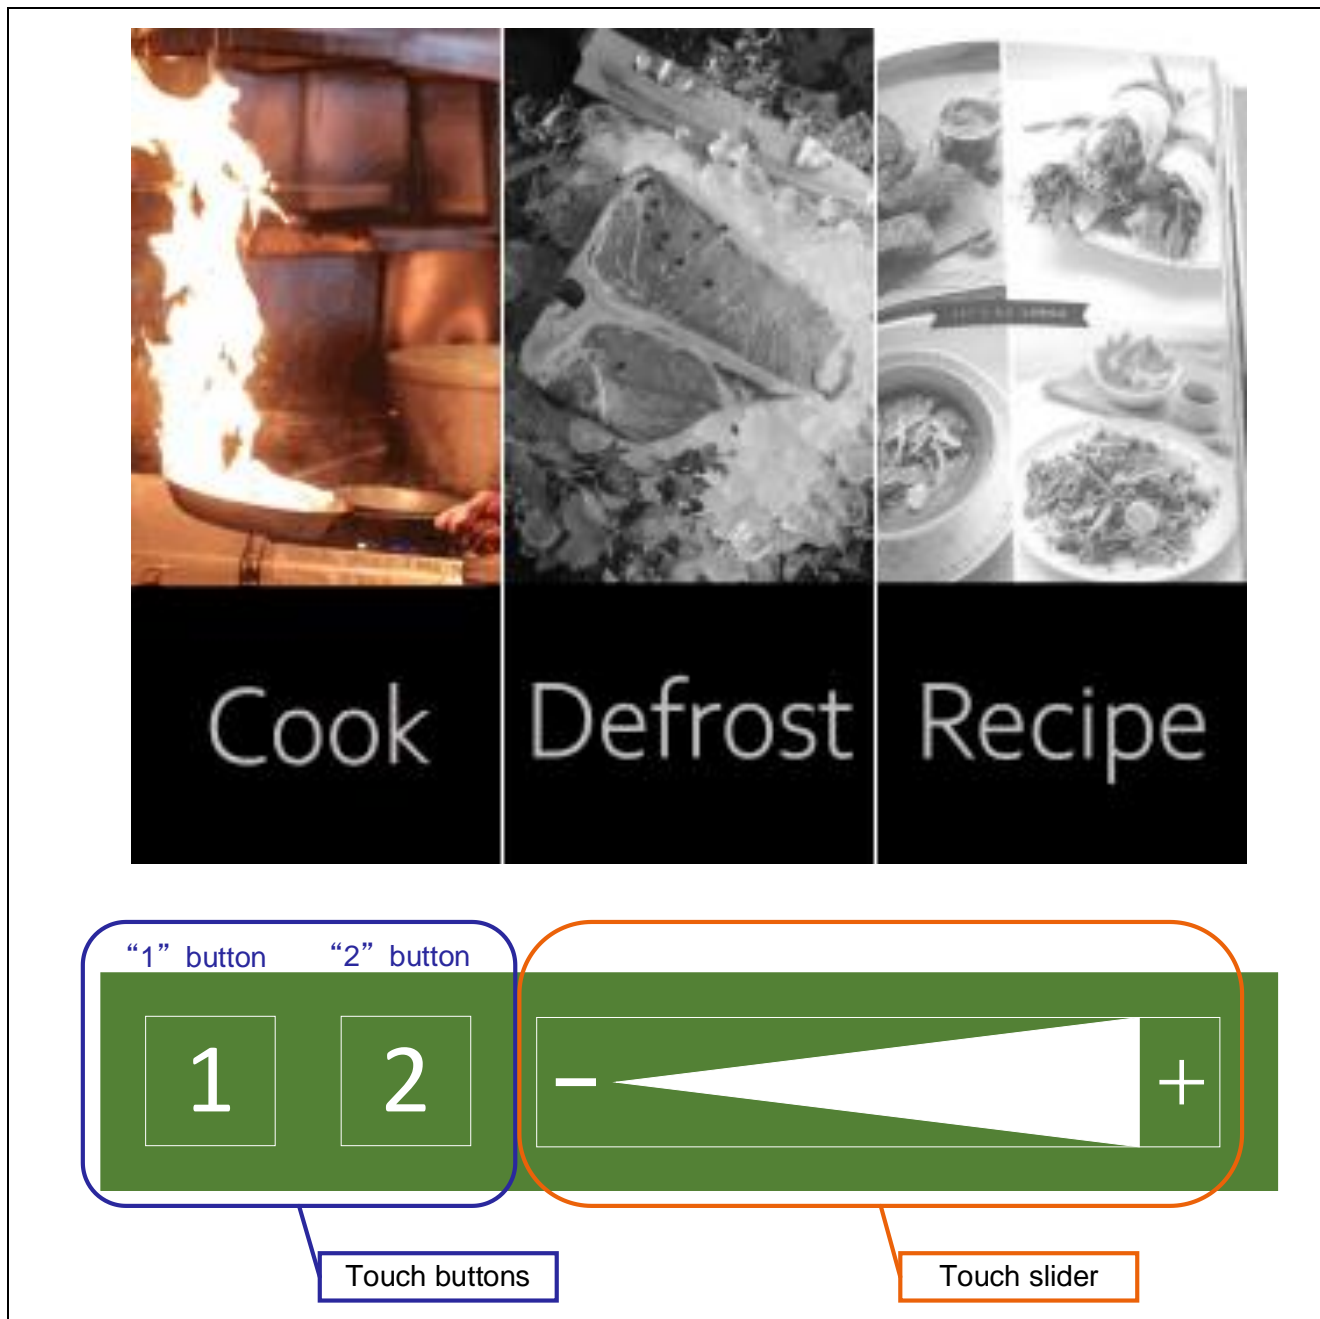 Cook
Defrost
Recipe
“1” button
“2” button
1
2
− +
Touch buttons
Touch slider